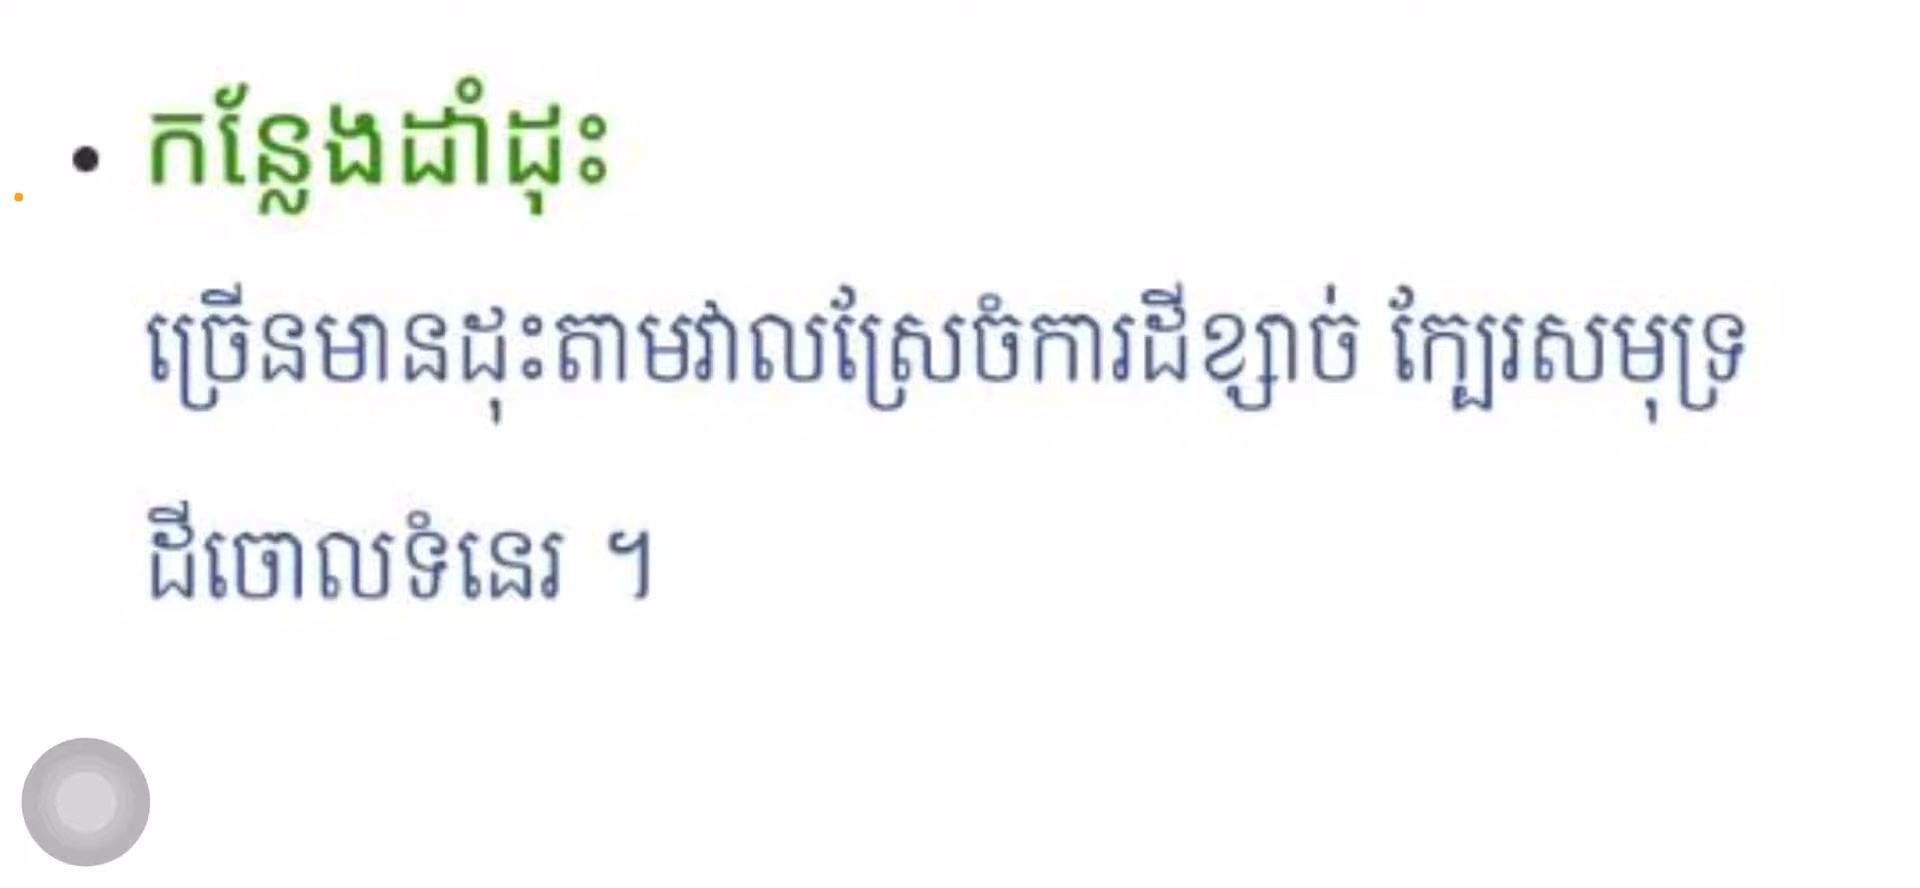 • កន្លែងដាំដុះ
ច្រើនមានដុះតាមវាលស្រែចំការដីខ្សាច់ ក្បែរសមុទ្រ
ដីចោលទំនេរ ។